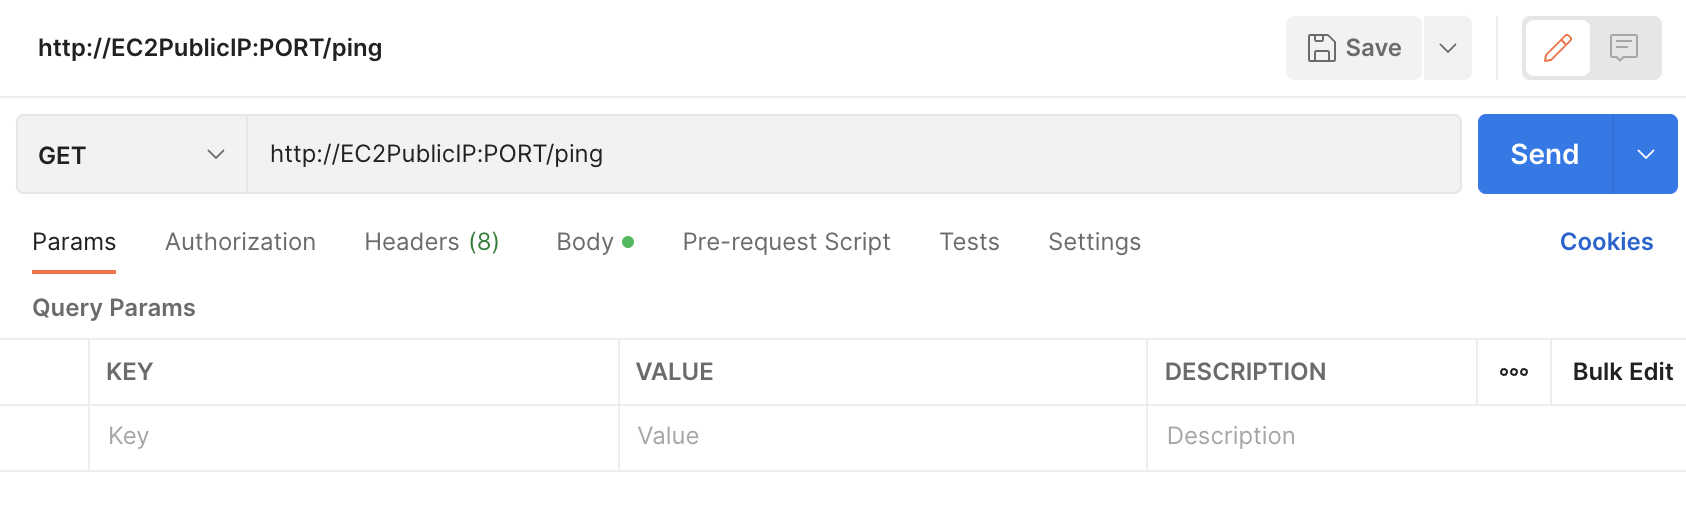 http://EC2PublicIP:PORT/ping
Save
GET
http://EC2PublicIP:PORT/ping
Send
Params Authorization Headers (8) Body Pre-request Script Tests Settings Cookies
Query Params
KEY VALUE DESCRIPTION Bulk Edit
Key Value Description